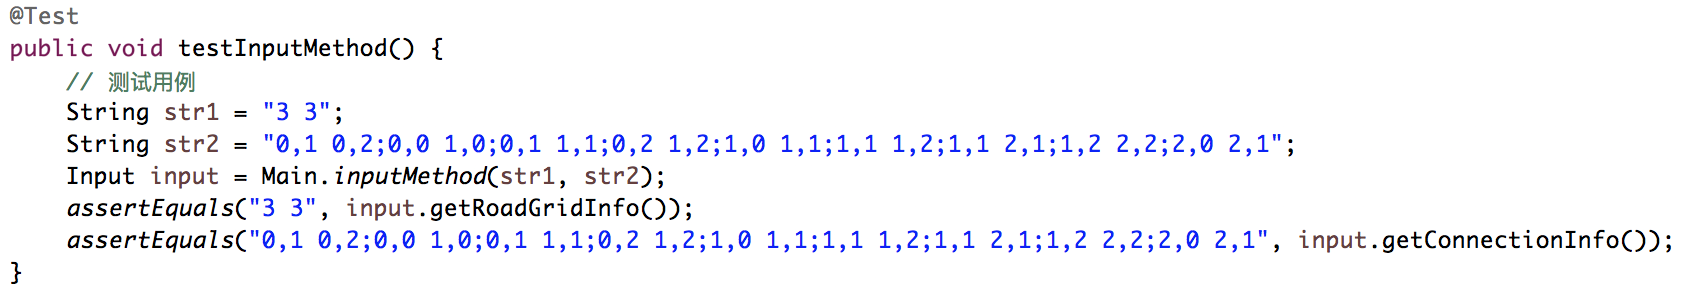 @Test
public void testInputMethod() {
    // 测试用例
    String str1 = "3 3";
    String str2 = "0,1 0,2;0,0 1,0;0,1 1,1;0,2 1,2;1,0 1,1;1,1 1,2;1,1 2,1;1,2 2,2;2,0 2,1";
    Input input = Main.inputMethod(str1, str2);
    assertEquals("3 3", input.getRoadGridInfo());
    assertEquals("0,1 0,2;0,0 1,0;0,1 1,1;0,2 1,2;1,0 1,1;1,1 1,2;1,1 2,1;1,2 2,2;2,0 2,1", input.getConnectionInfo());
}